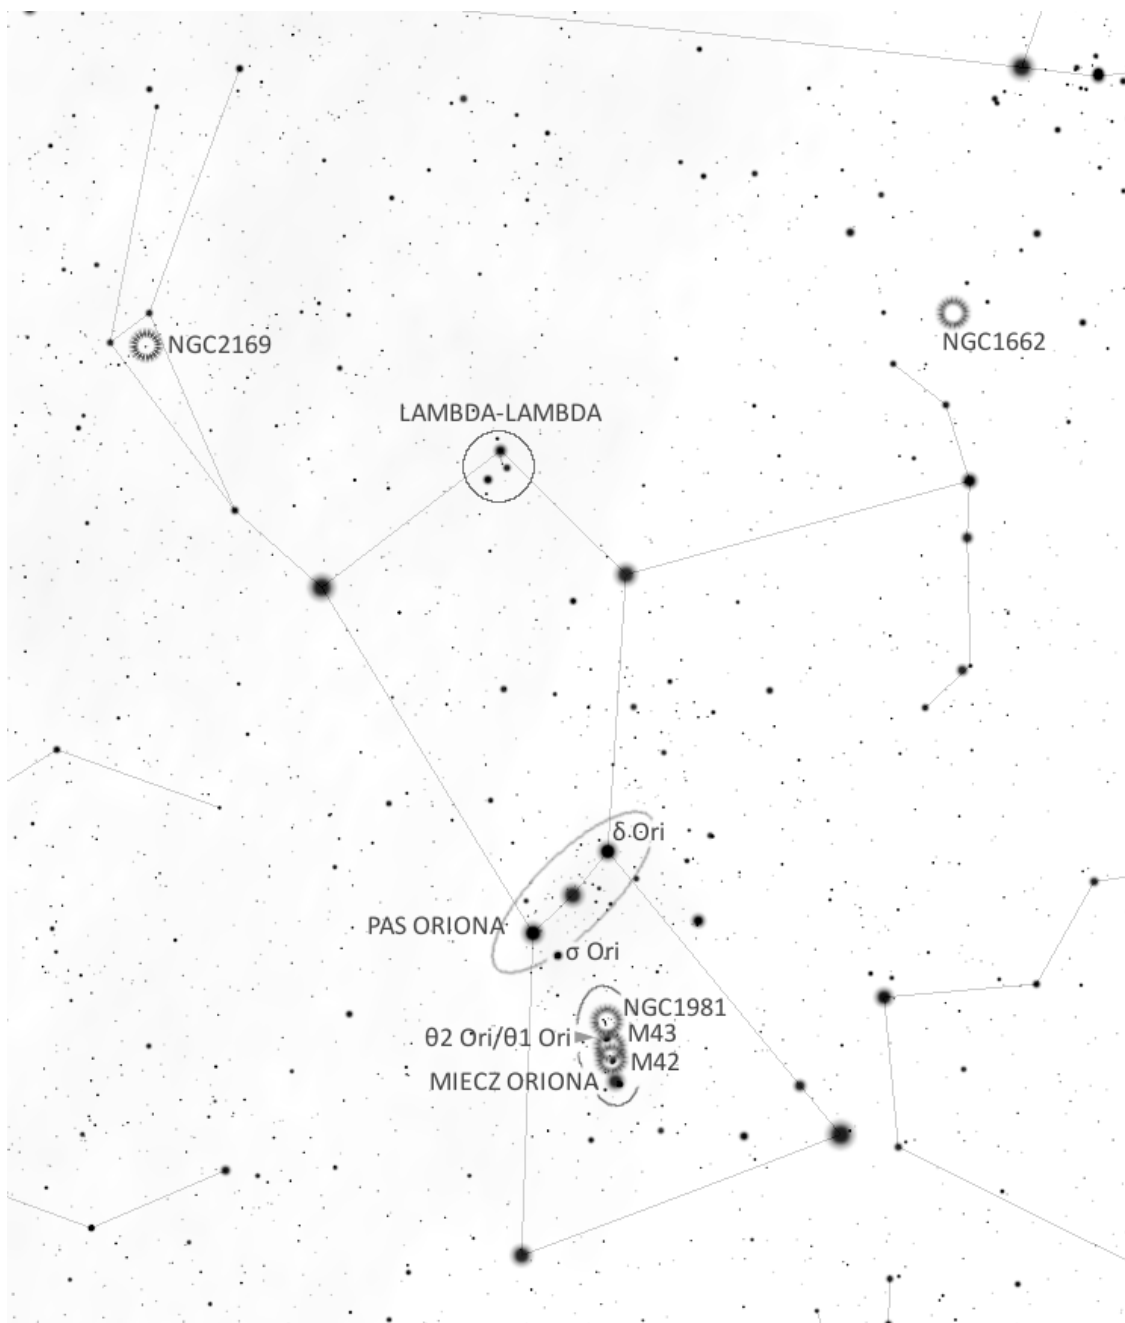 NGC2169
NGC1662
LAMBDA-LAMBDA
δ Ori
PAS ORIONA
σ Ori
NGC1981
θ2 Ori/θ1 Ori
M43
M42
MIECZ ORIONA